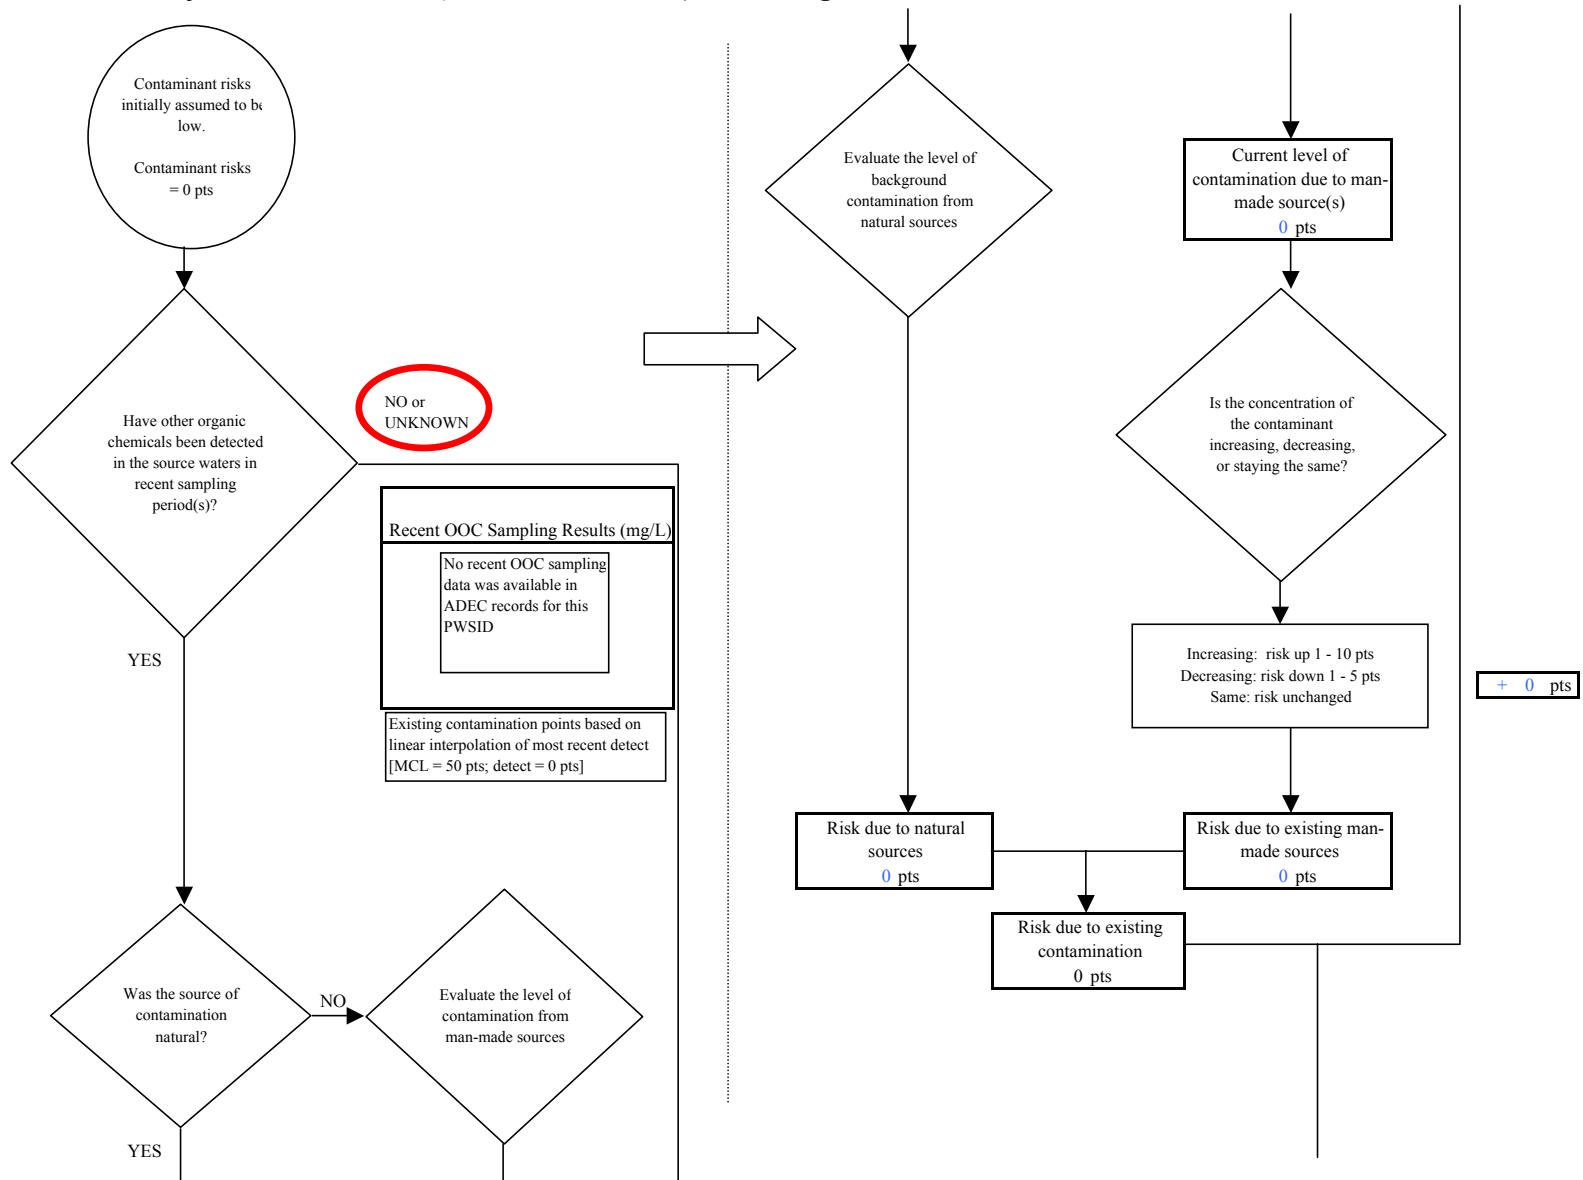 Contaminant risks
initially assumed to be
low.
Contaminant risks
= 0 pts
Have other organic
chemicals been detected
in the source waters in
recent sampling
period(s)?
NO or
UNKNOWN
Recent OOC Sampling Results (mg/L)
No recent OOC sampling
data was available in
ADEC records for this
PWSID
Existing contamination points based on
linear interpolation of most recent detect
[MCL = 50 pts; detect = 0 pts]
YES
Was the source of
contamination
natural?
NO
Evaluate the level of
contamination from
man-made sources
YES
Evaluate the level of
background
contamination from
natural sources
Current level of
contamination due to man-
made source(s)
0 pts
Is the concentration of
the contaminant
increasing, decreasing,
or staying the same?
Increasing: risk up 1 - 10 pts
Decreasing: risk down 1 - 5 pts
Same: risk unchanged
+ 0 pts
Risk due to natural
sources
0 pts
Risk due to existing man-
made sources
0 pts
Risk due to existing
contamination
0 pts